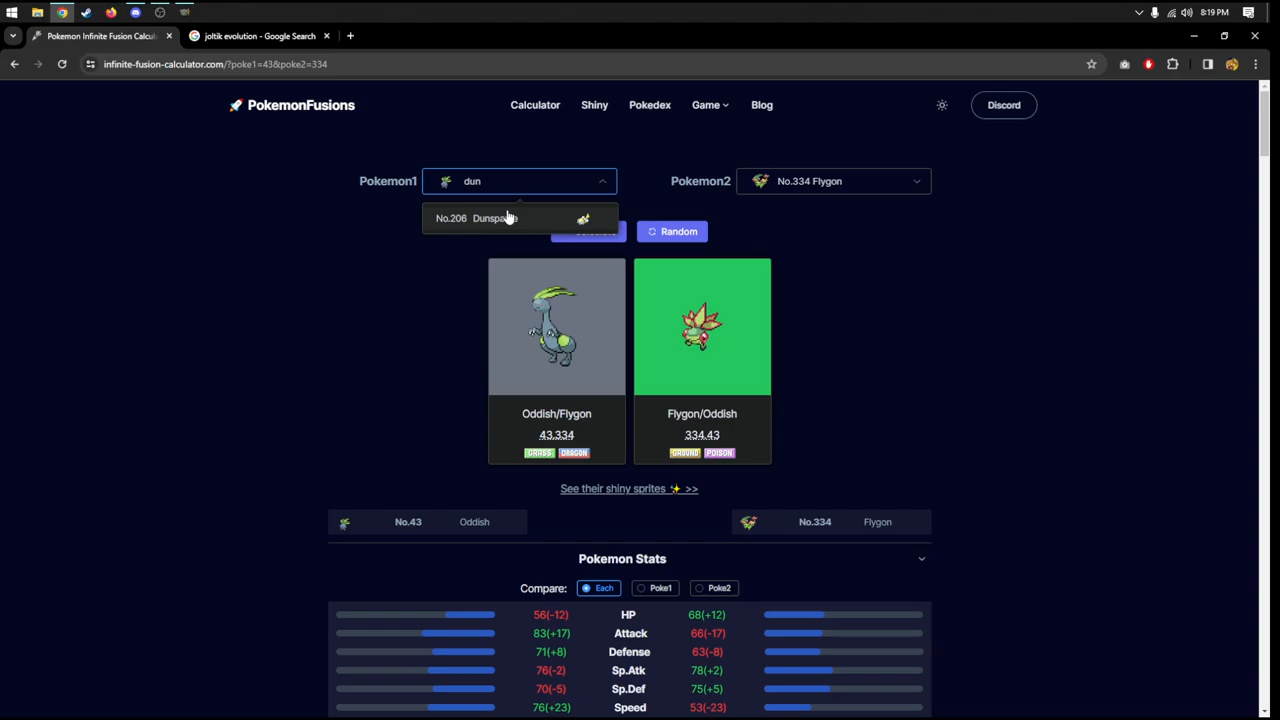 8:19 PM
Pokemon Infinite Fusion Calcul
joltik evolution - Google Search
infinite-fusion-calculator.com/?poke1=43&poke2=334
PokemonFusions
Calculator Shiny Pokedex Game Blog Discord
Pokemon1 dun Pokemon2 No.334 Flygon
No.206
Random
Oddish/Flygon Flygon/Oddish
43.334 334.43
GRASS DRAGON GROUND POISON
See their shiny sprites ✨ >>
No.43 Oddish No.334 Flygon
Pokemon Stats
Compare: Each Poke1 Poke2
56(-12) HP 68(+12)
83(+17) Attack 66(-17)
71(+8) Defense 63(-8)
76(-2) Sp.Atk 78(+2)
70(-5) Sp.Def 75(+5)
76(+23) Speed 53(-23)